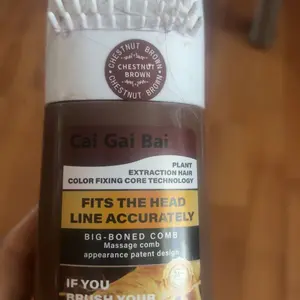 CHESTNUT BROWN
CHESTNUT
BROWN
CHESTNUT BROWN
Cai Gai Bai
PLANT
EXTRACTION HAIR
COLOR FIXING CORE TECHNOLOGY
FITS THE HEAD
LINE ACCURATELY
BIG-BONED COMB
Massage comb
appearance patent design
IF YOU
BRUSH YOUR